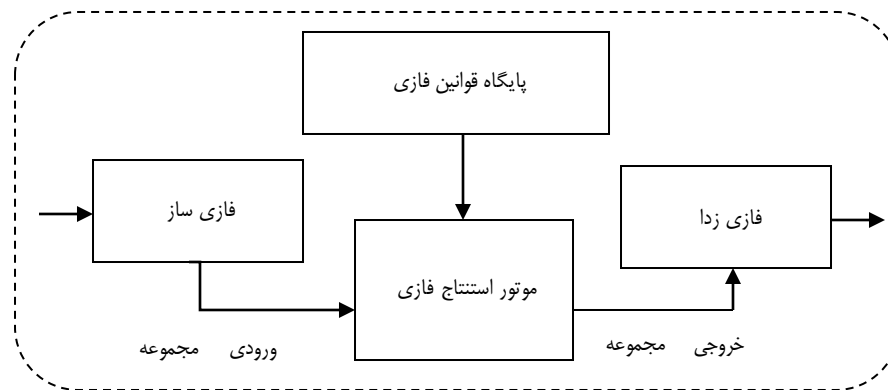 پایگاه قوانین فازی
فازی ساز
فازی زدا
موتور استنتاج فازی
خروجی مجموعه
ورودی مجموعه